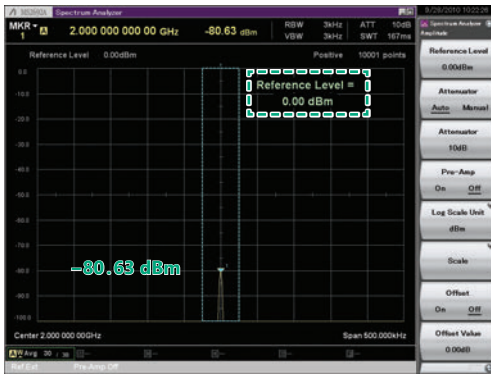 MS2692A Spectrum Analyzer 9/28/2010 10:22:26
MKR 1 A 2.000 000 000 00 GHz -80.63 dBm
RBW 3kHz ATT 10dB
VBW 3kHz SWT 167ms
Reference Level 0.00dBm Positive 10001 points
Reference Level =
0.00 dBm
0.0
-10.0
-20.0
-30.0
-40.0
-50.0
-60.0
-70.0
-80.0
-90.0
-100.0
1
−80.63 dBm
Center 2.000 000 00GHz Span 500.000kHz
A W Avg 30 / 30
Ref.Ext Pre-Amp Off
Spectrum Analyzer
Amplitude
Reference Level
0.00dBm
Attenuator
Auto Manual
Attenuator
10dB
Pre-Amp
On Off
Log Scale Unit
dBm
Scale
Offset
On Off
Offset Value
0.00dB